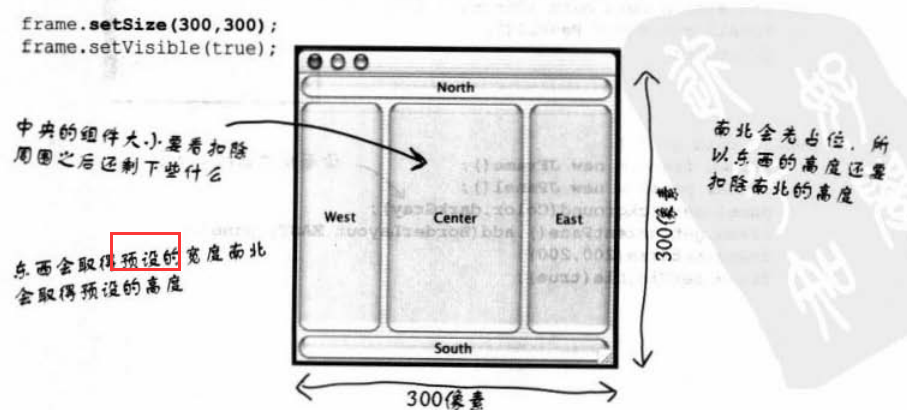 frame.setSize(300,300);
frame.setVisible(true);
North
中央的组件大小要看扣除
周围之后还剩下些什么
南北会先占位，所
以东西的高度还要
扣除南北的高度
West
Center
East
300像素
东西会取得预设的宽度南北
会取得预设的高度
South
300像素